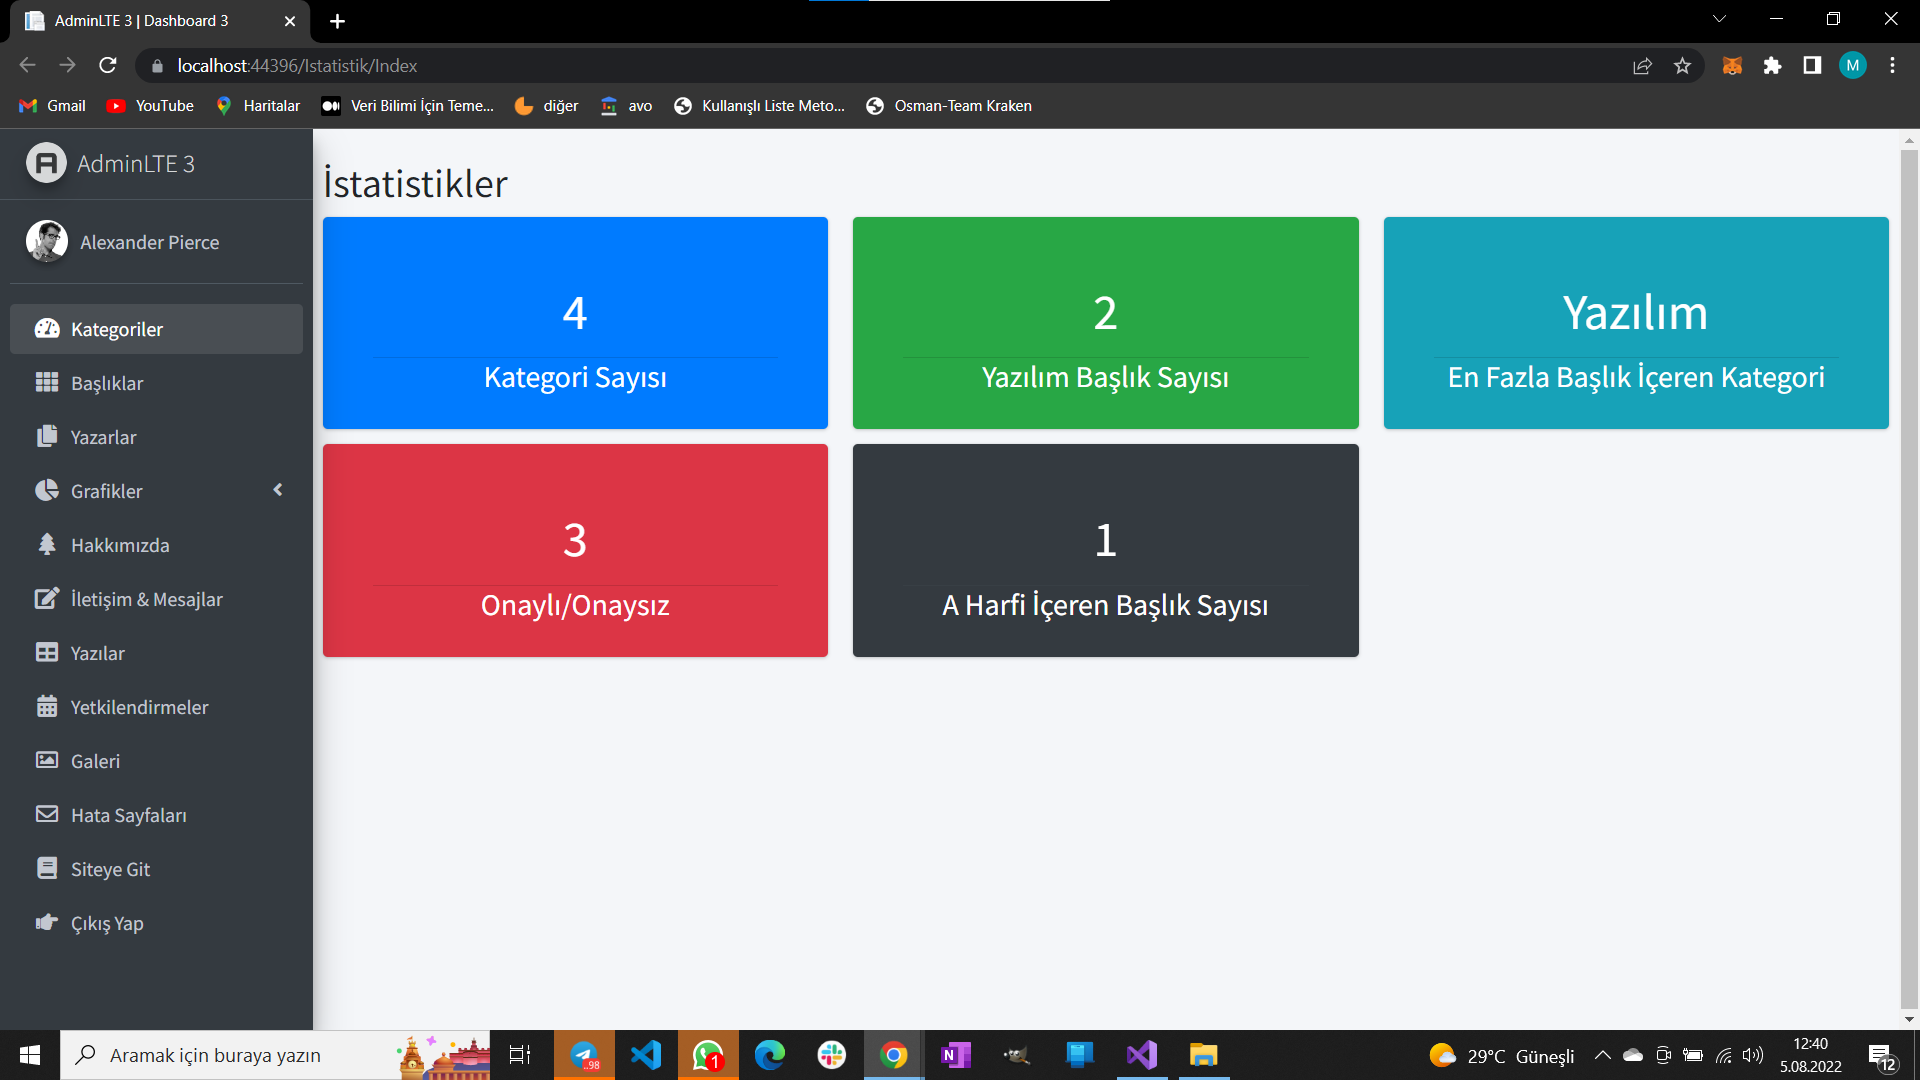 AdminLTE 3 | Dashboard 3
localhost:44396/Istatistik/Index
M
Gmail
YouTube
Haritalar
Veri Bilimi İçin Teme...
diğer
avo
Kullanışlı Liste Meto...
Osman-Team Kraken
AdminLTE 3
Alexander Pierce
Kategoriler
Başlıklar
Yazarlar
Grafikler
Hakkımızda
İletişim & Mesajlar
Yazılar
Yetkilendirmeler
Galeri
Hata Sayfaları
Siteye Git
Çıkış Yap
İstatistikler
4
Kategori Sayısı
2
Yazılım Başlık Sayısı
Yazılım
En Fazla Başlık İçeren Kategori
3
Onaylı/Onaysız
1
A Harfi İçeren Başlık Sayısı
Aramak için buraya yazın
..98
1
N
29°C Güneşli
12:40
5.08.2022
12